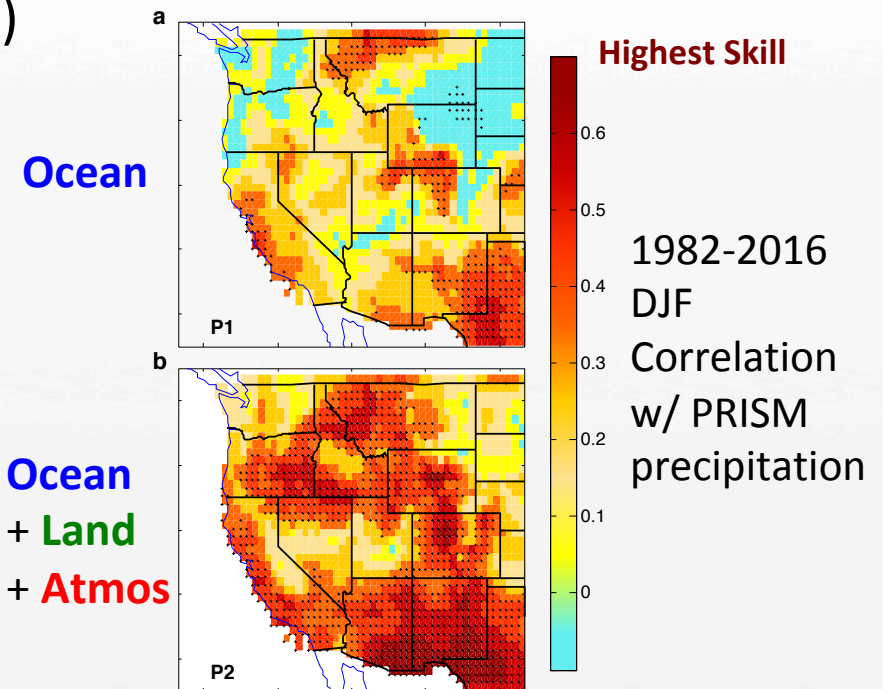 )
a
Highest Skill
Ocean
0.6
0.5
0.4
0.3
0.2
0.1
0
1982-2016
DJF
Correlation
w/ PRISM
precipitation
P1
b
Ocean
+ Land
+ Atmos
P2